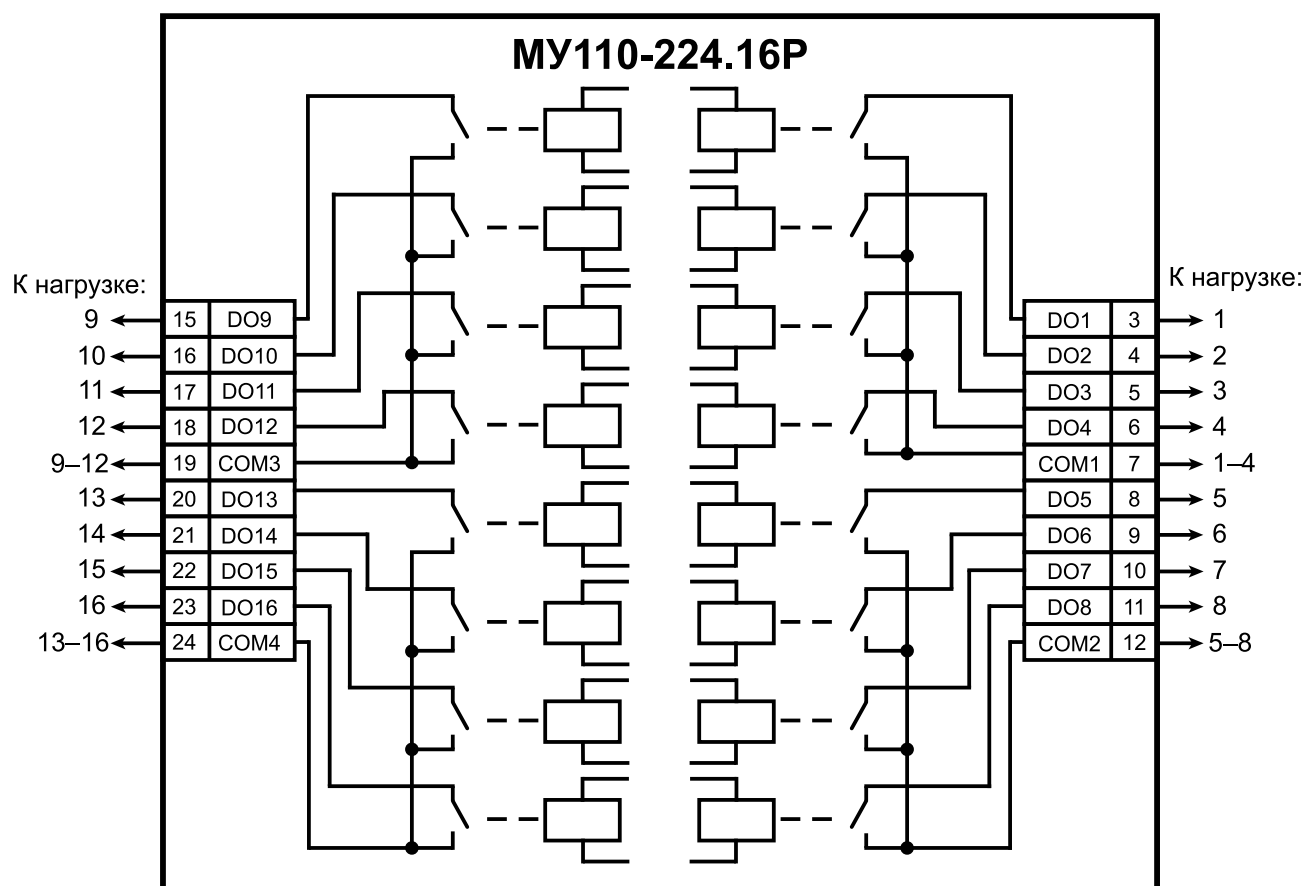 МУ110-224.16Р
К нагрузке:
9 15 DO9
10 16 DO10
11 17 DO11
12 18 DO12
9–12 19 COM3
13 20 DO13
14 21 DO14
15 22 DO15
16 23 DO16
13–16 24 COM4
К нагрузке:
DO1 3 1
DO2 4 2
DO3 5 3
DO4 6 4
COM1 7 1–4
DO5 8 5
DO6 9 6
DO7 10 7
DO8 11 8
COM2 12 5–8